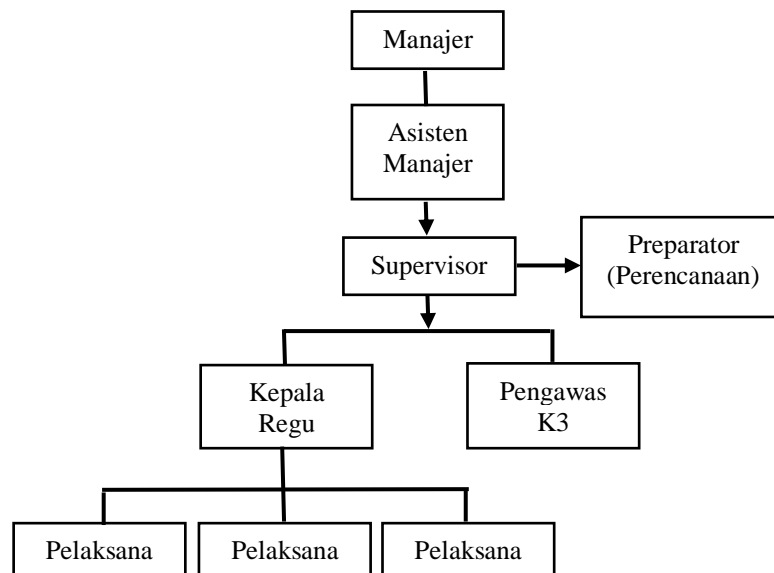 Manajer
Asisten
Manajer
Supervisor
Preparator
(Perencanaan)
Kepala
Regu
Pengawas
K3
Pelaksana
Pelaksana
Pelaksana